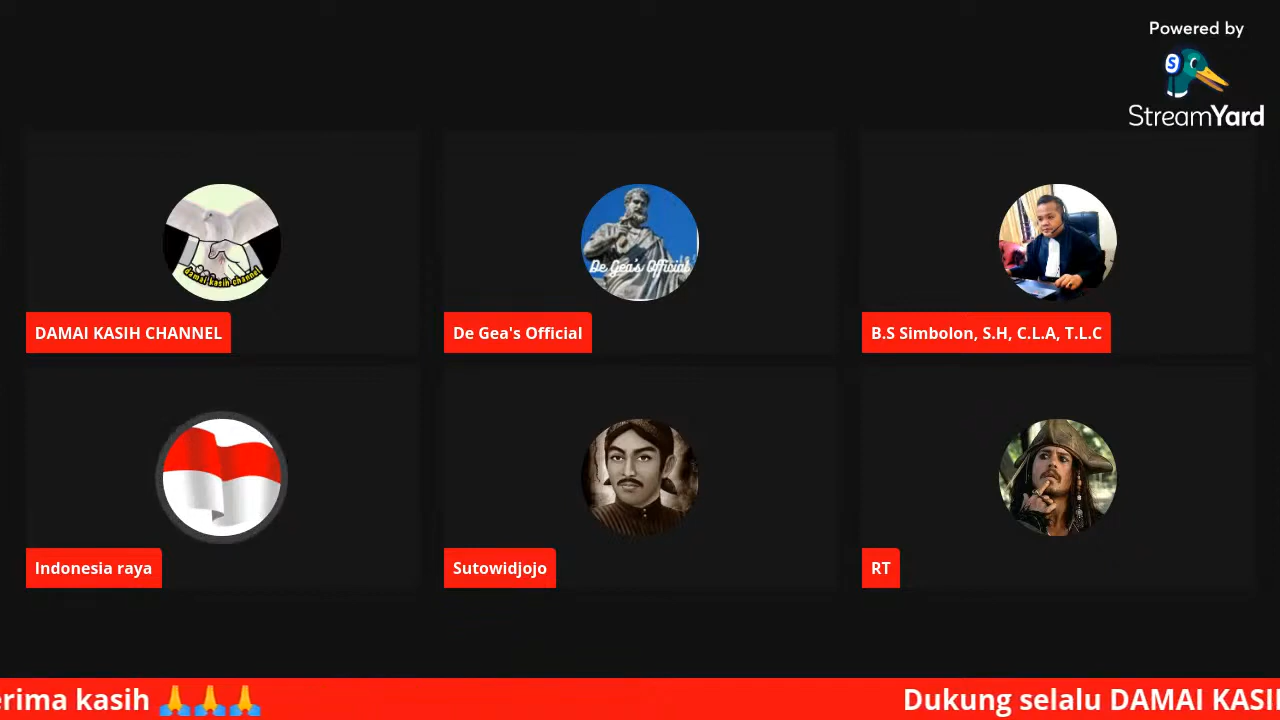 Powered by
StreamYard
damai kasih channel
De Gea's Official
DAMAI KASIH CHANNEL
De Gea's Official
B.S Simbolon, S.H, C.L.A, T.L.C
Indonesia raya
Sutowidjojo
RT
erima kasih 🙏🙏🙏 Dukung selalu DAMAI KASI